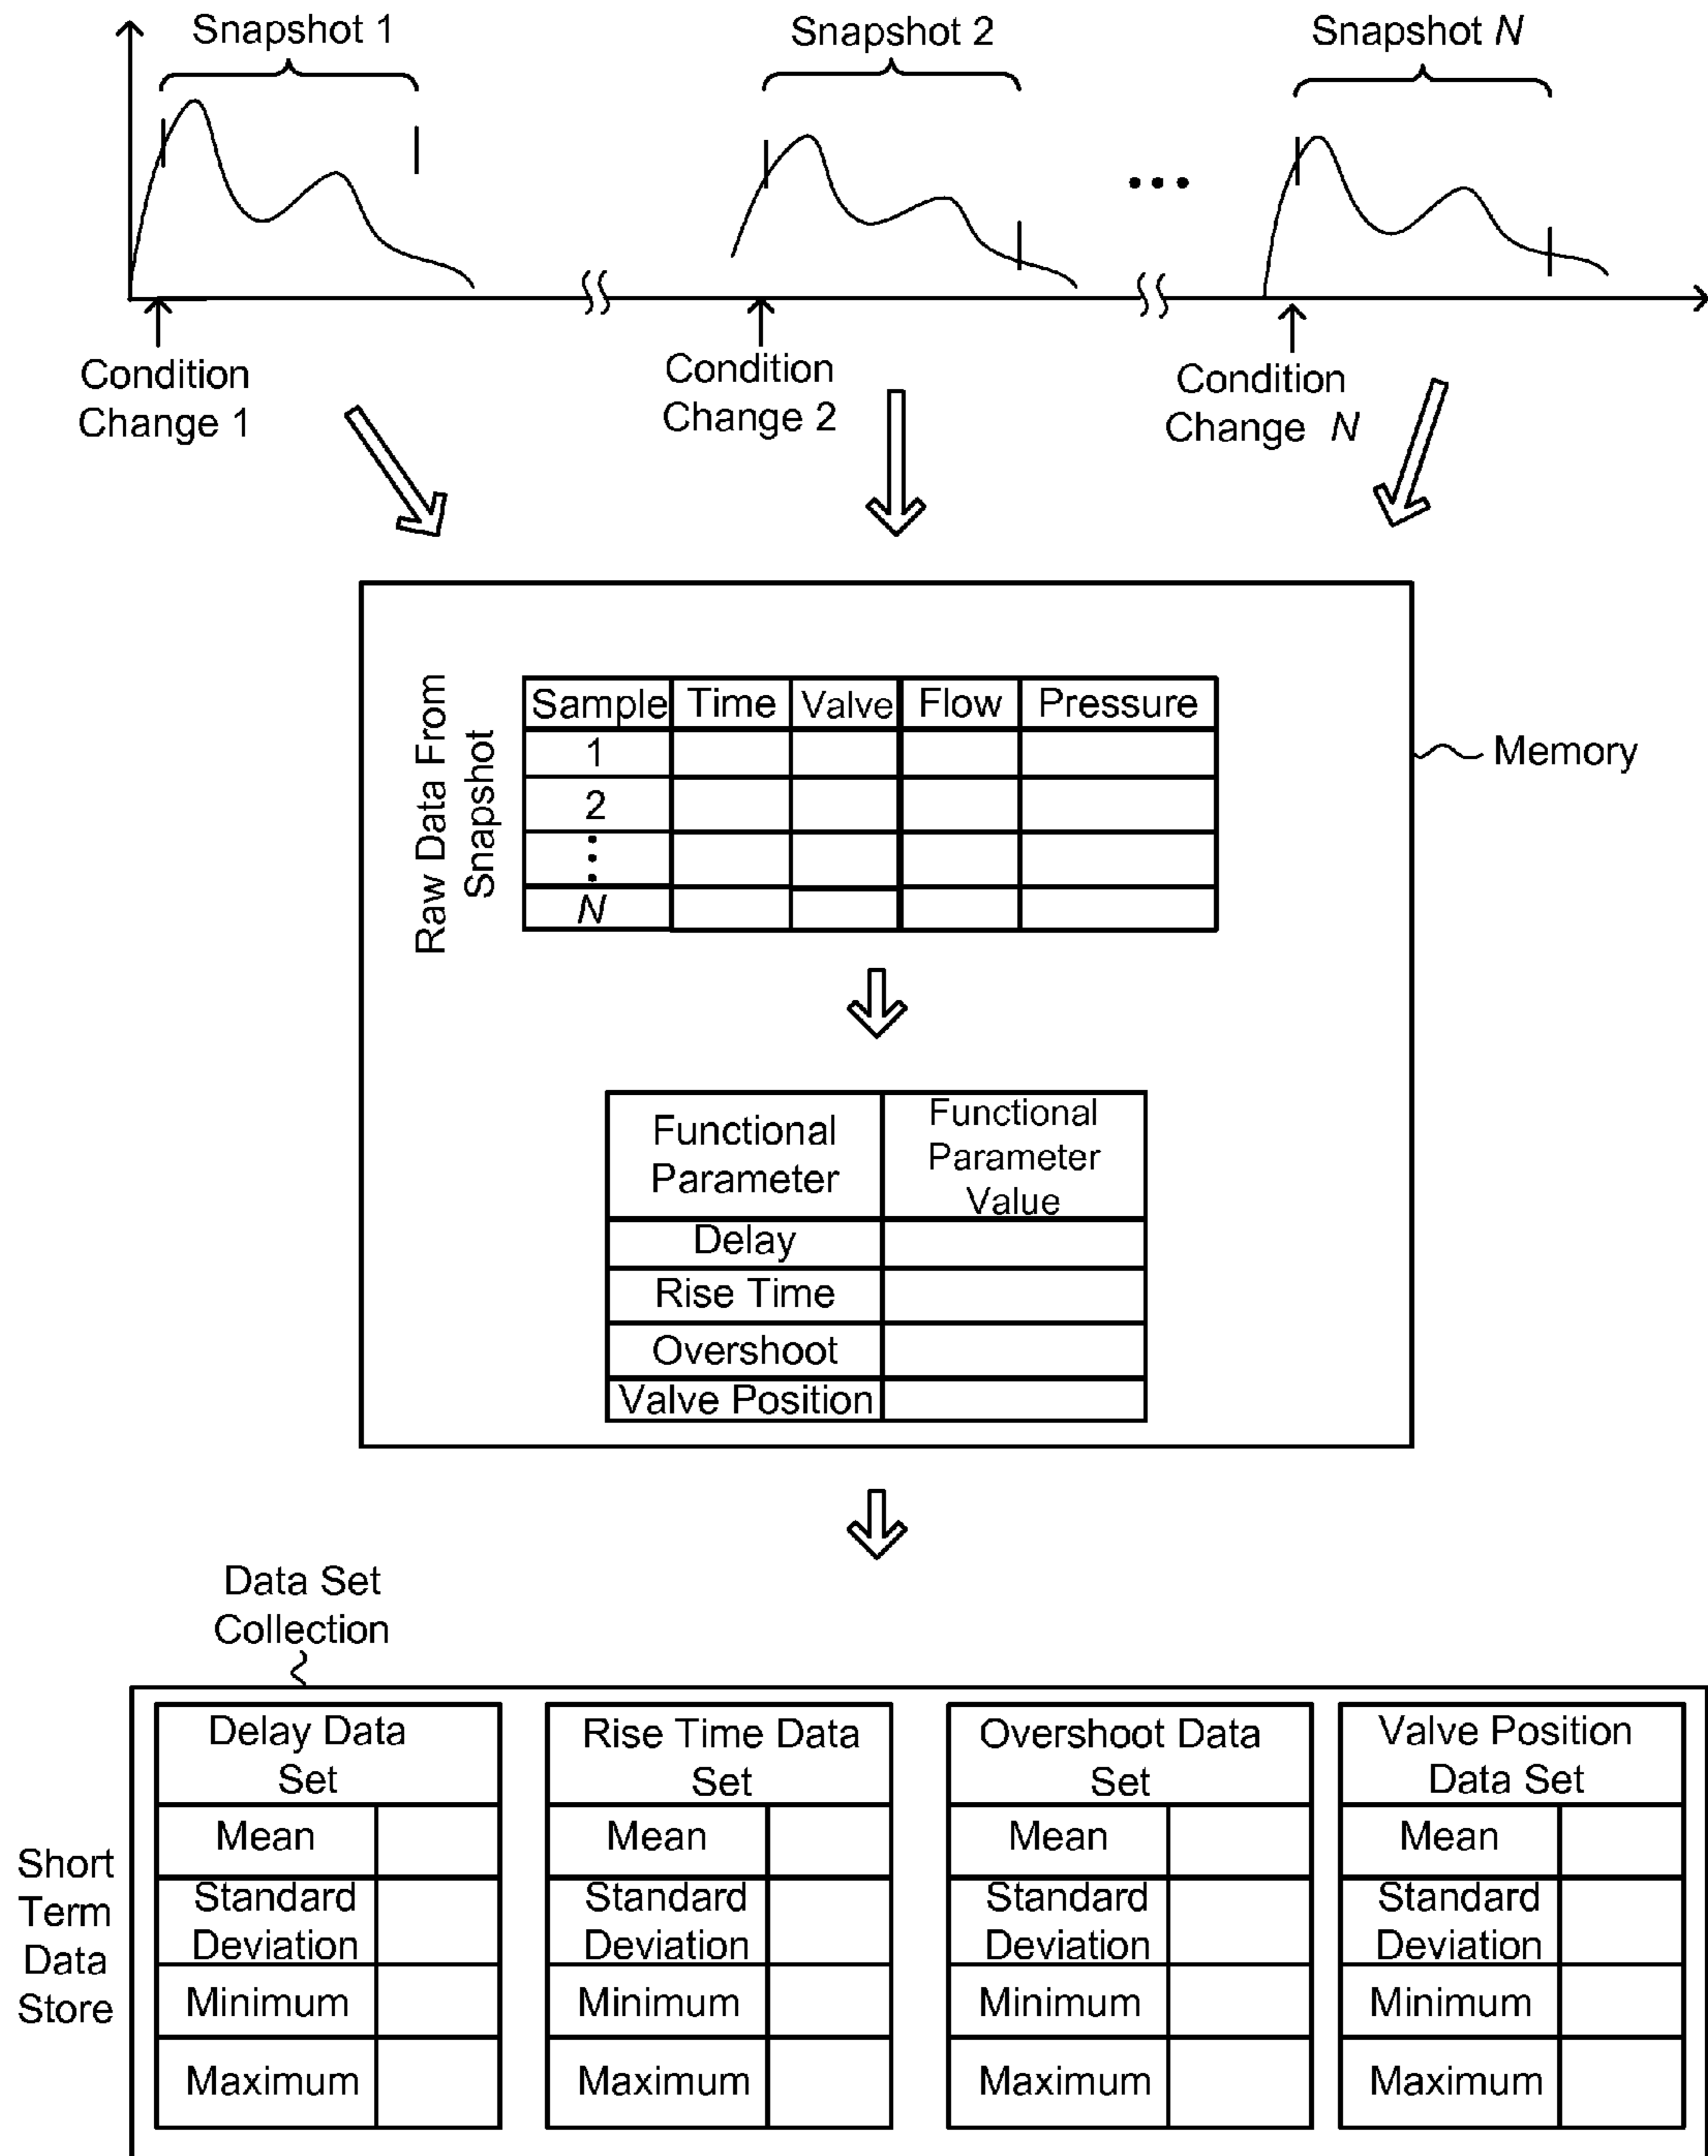 Snapshot 1
Snapshot 2
Snapshot N
Condition
Change 1
Condition
Change 2
Condition
Change N
Raw Data From
Snapshot
Sample Time Valve Flow Pressure
1
2
N
Memory
Functional
Parameter
Functional
Parameter
Value
Delay
Rise Time
Overshoot
Valve Position
Data Set
Collection
Short
Term
Data
Store
Delay Data
Set
Mean
Standard
Deviation
Minimum
Maximum
Rise Time Data
Set
Mean
Standard
Deviation
Minimum
Maximum
Overshoot Data
Set
Mean
Standard
Deviation
Minimum
Maximum
Valve Position
Data Set
Mean
Standard
Deviation
Minimum
Maximum